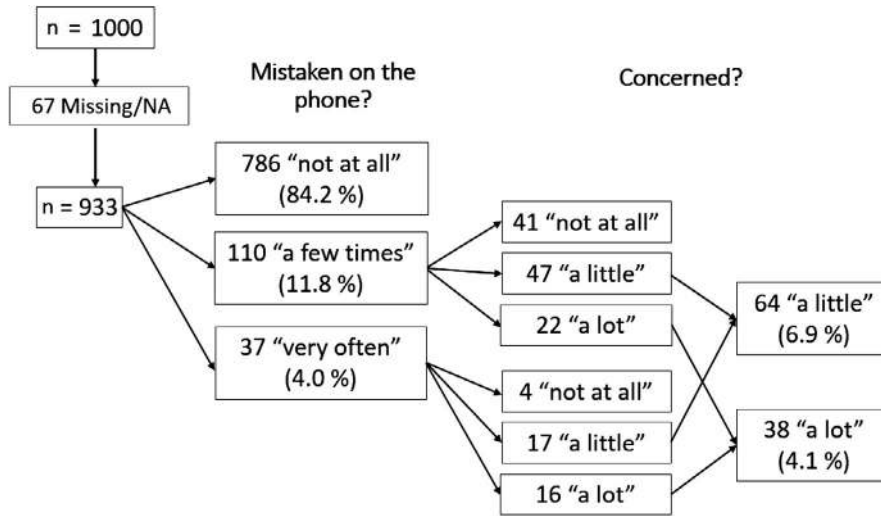 n = 1000
67 Missing/NA
n = 933
Mistaken on the
phone?
786 “not at all”
(84.2 %)
110 “a few times”
(11.8 %)
37 “very often”
(4.0 %)
Concerned?
41 “not at all”
47 “a little”
22 “a lot”
4 “not at all”
17 “a little”
16 “a lot”
64 “a little”
(6.9 %)
38 “a lot”
(4.1 %)